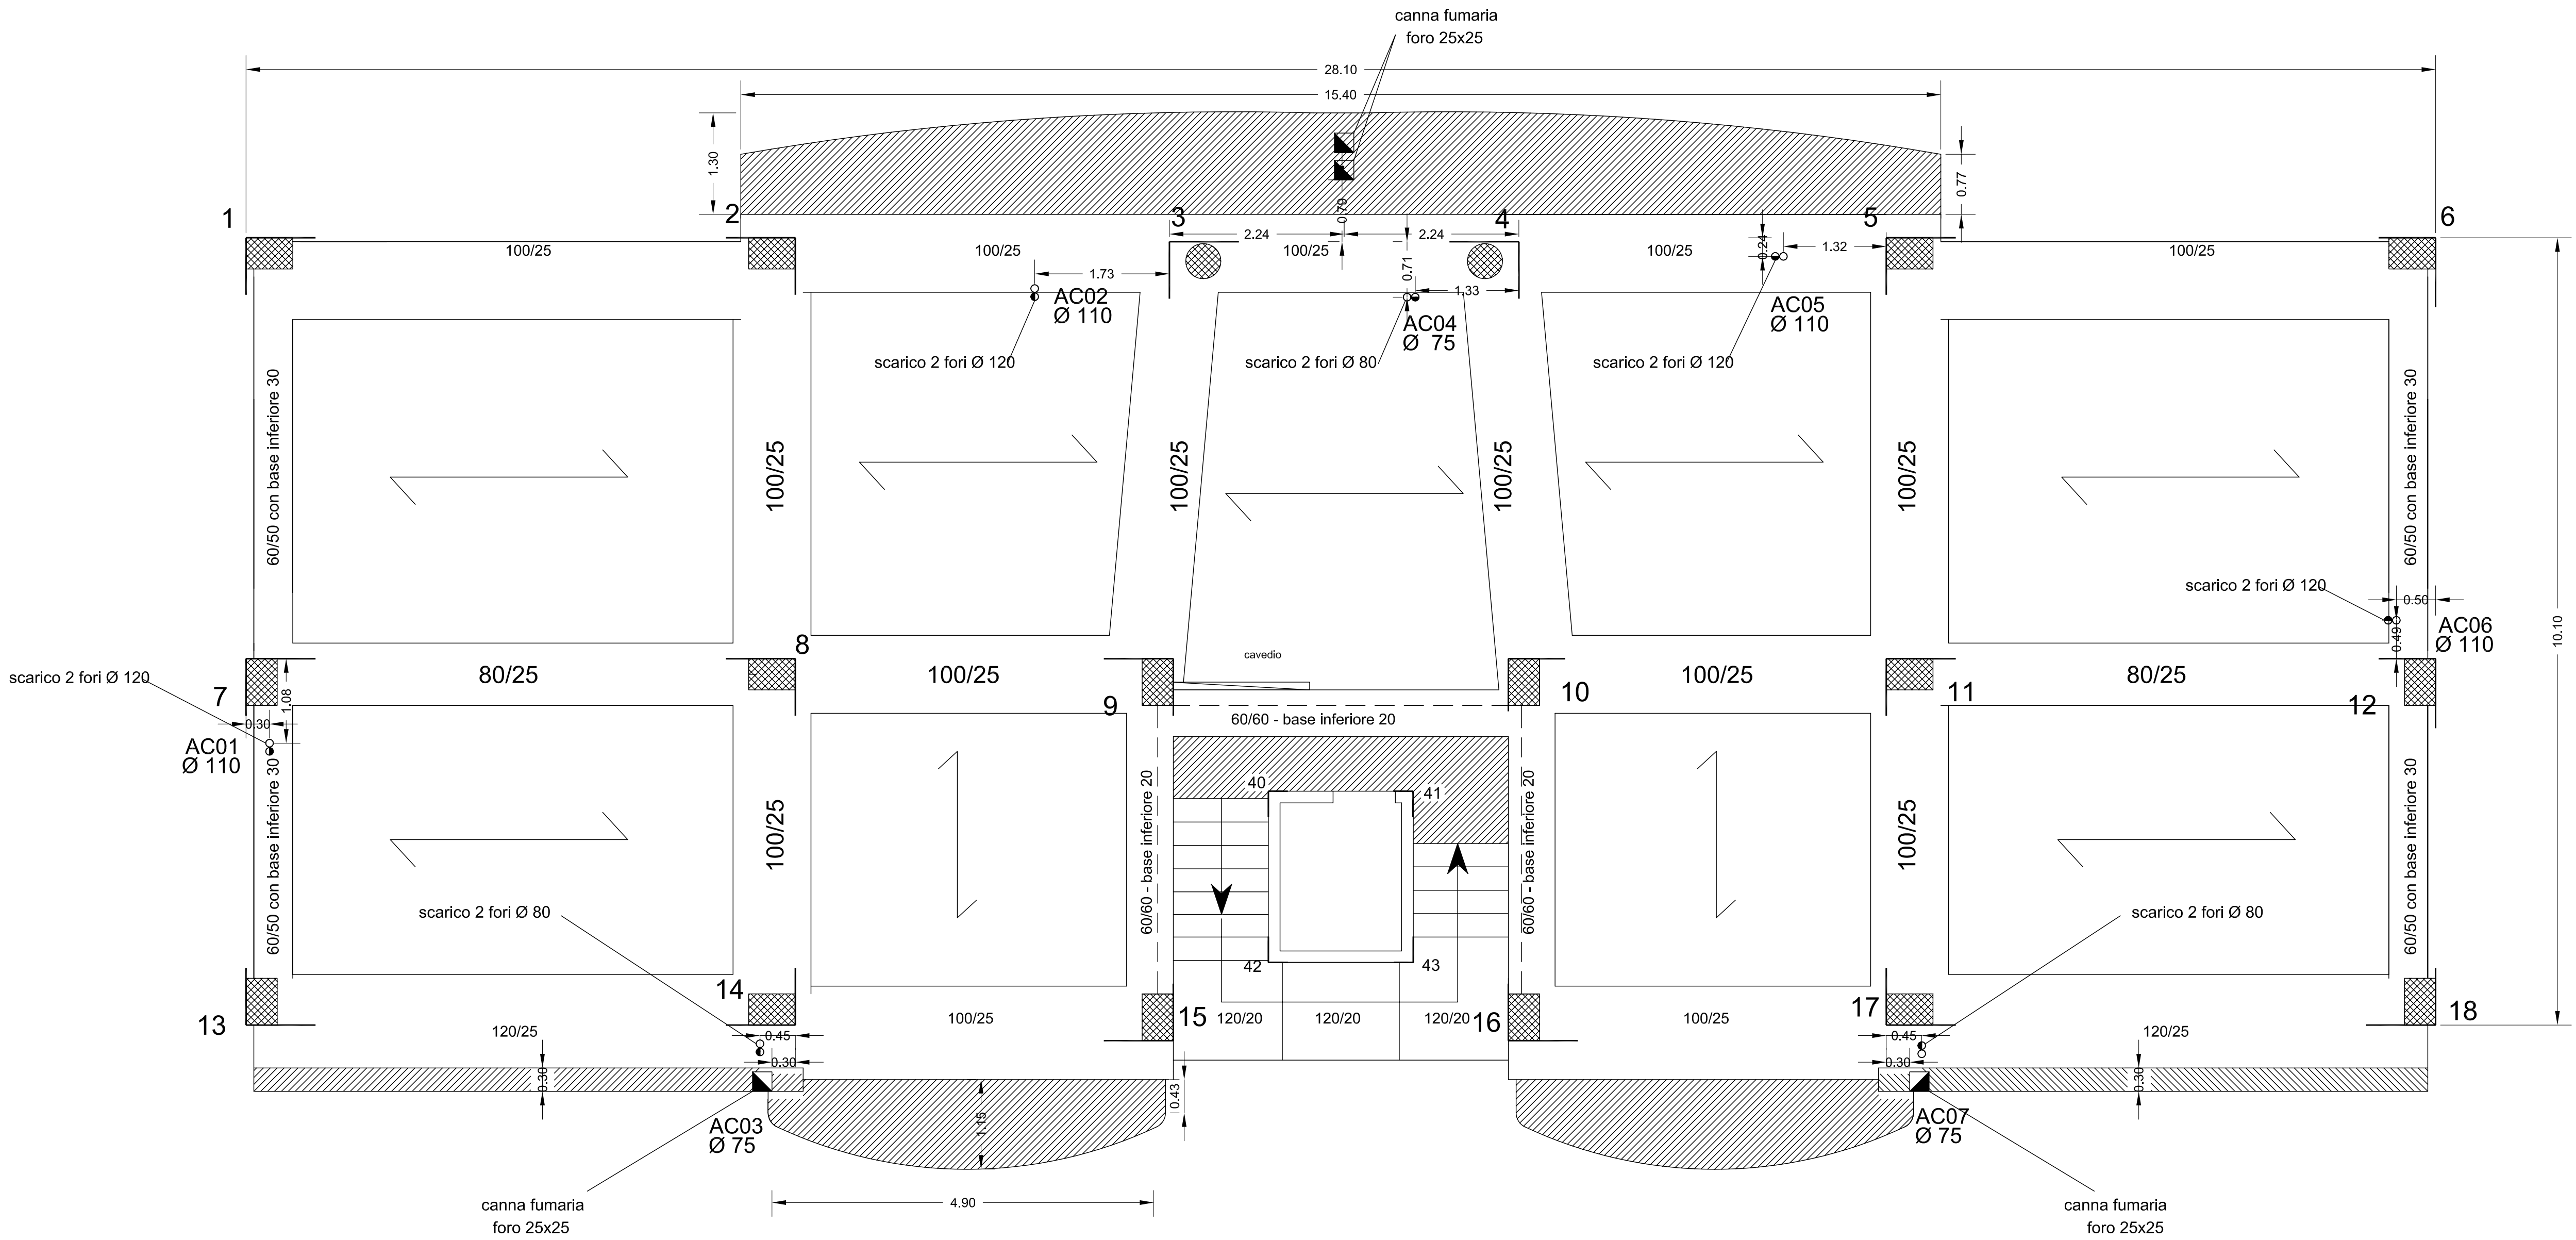 canna fumaria
foro 25x25
28.10
15.40
1.30
0.77
0.79
1
2
3
4
5
6
2.24
2.24
100/25
100/25
100/25
100/25
100/25
0.24
1.32
1.73
0.71
1.33
AC02
Ø 110
AC04
Ø 75
AC05
Ø 110
scarico 2 fori Ø 120
scarico 2 fori Ø 80
scarico 2 fori Ø 120
60/50 con base inferiore 30
100/25
100/25
100/25
100/25
60/50 con base inferiore 30
scarico 2 fori Ø 120
0.50
0.49
AC06
Ø 110
10.10
8
cavedio
scarico 2 fori Ø 120
7
80/25
100/25
100/25
80/25
9
10
11
12
1.08
0.30
AC01
Ø 110
60/60 - base inferiore 20
60/50 con base inferiore 30
100/25
60/60 - base inferiore 20
40
41
42
43
60/60 - base inferiore 20
100/25
60/50 con base inferiore 30
scarico 2 fori Ø 80
scarico 2 fori Ø 80
13
14
15
16
17
18
120/25
100/25
120/20
120/20
120/20
100/25
120/25
0.45
0.30
0.45
0.30
0.30
0.30
0.43
1.15
AC03
Ø 75
AC07
Ø 75
4.90
canna fumaria
foro 25x25
canna fumaria
foro 25x25